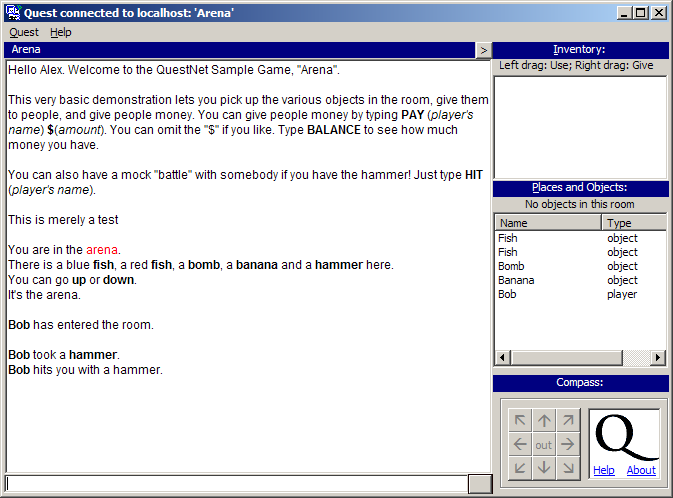 Quest connected to localhost: 'Arena'
Quest Help
Arena
>
Hello Alex. Welcome to the QuestNet Sample Game, "Arena".
This very basic demonstration lets you pick up the various objects in the room, give them
to people, and give people money. You can give people money by typing PAY (player's
name) $(amount). You can omit the "$" if you like. Type BALANCE to see how much
money you have.
You can also have a mock "battle" with somebody if you have the hammer! Just type HIT
(player's name).
This is merely a test
You are in the arena.
There is a blue fish, a red fish, a bomb, a banana and a hammer here.
You can go up or down.
It's the arena.
Bob has entered the room.
Bob took a hammer.
Bob hits you with a hammer.
Inventory:
Left drag: Use; Right drag: Give
Places and Objects:
No objects in this room
Name Type
Fish object
Fish object
Bomb object
Banana object
Bob player
Compass:
out
Q
Help About